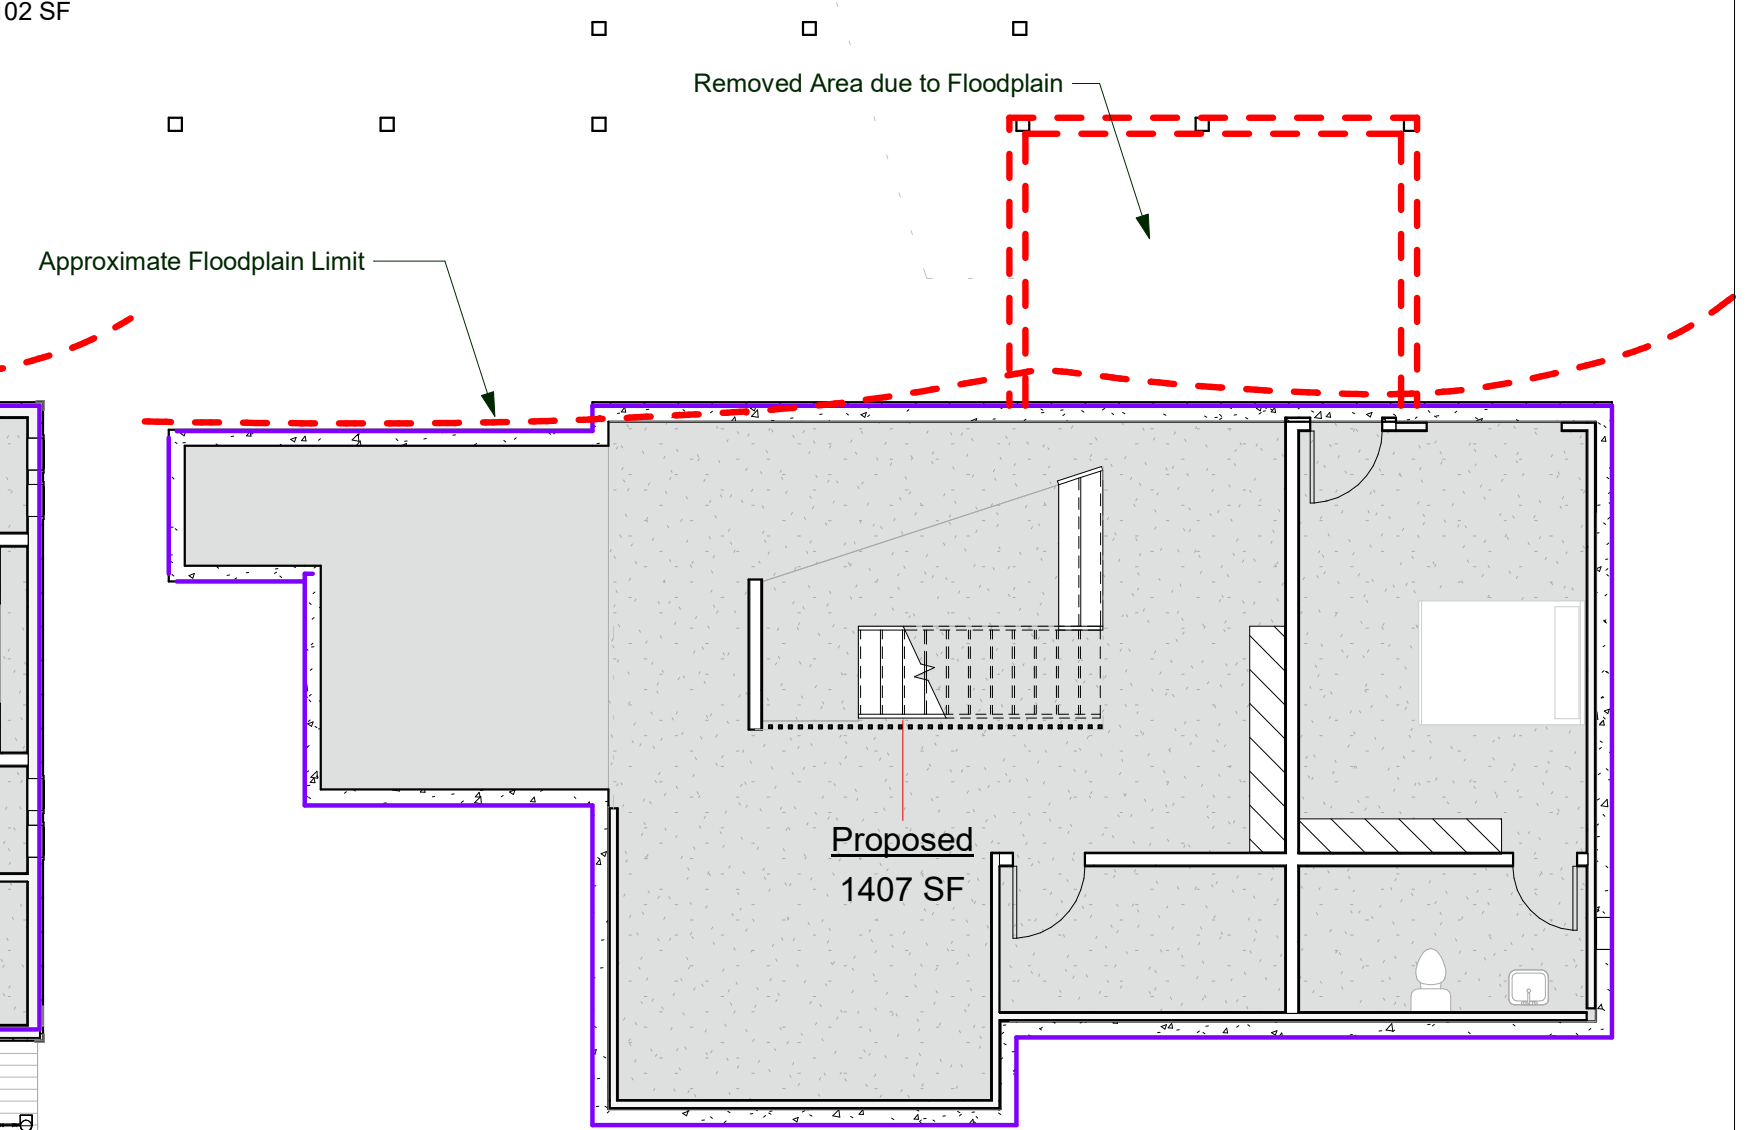 02 SF
Removed Area due to Floodplain
Approximate Floodplain Limit
Proposed
1407 SF